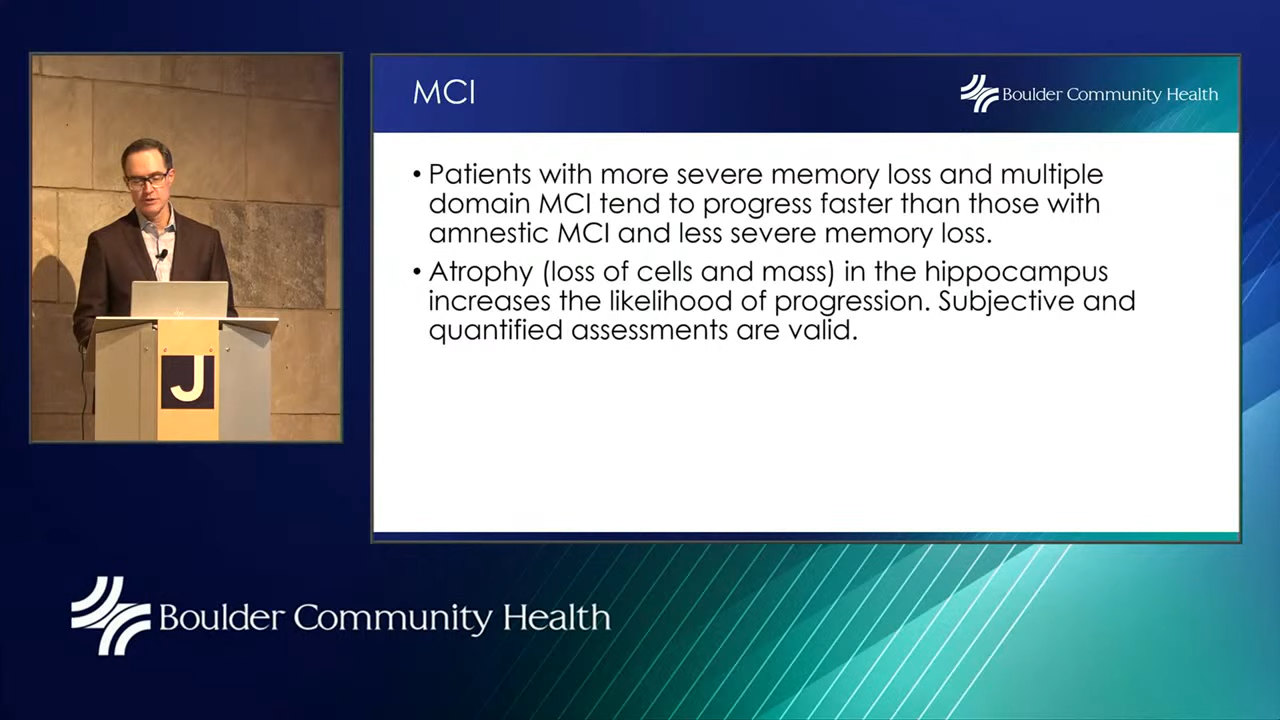 MCI
Boulder Community Health
• Patients with more severe memory loss and multiple
domain MCI tend to progress faster than those with
amnestic MCI and less severe memory loss.
• Atrophy (loss of cells and mass) in the hippocampus
increases the likelihood of progression. Subjective and
quantified assessments are valid.
J
Boulder Community Health